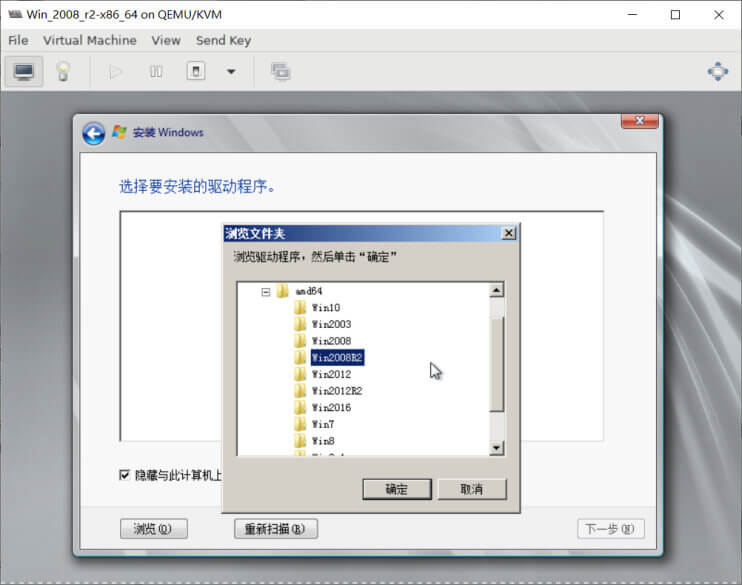 Win_2008_r2-x86_64 on QEMU/KVM
File Virtual Machine View Send Key
安装 Windows
选择要安装的驱动程序。
浏览文件夹
浏览驱动程序，然后单击“确定”
amd64
Win10
Win2003
Win2008
Win2008R2
Win2012
Win2012R2
Win2016
Win7
Win8
隐藏与此计算机上
确定 取消
浏览(O) 重新扫描(R) 下一步(N)